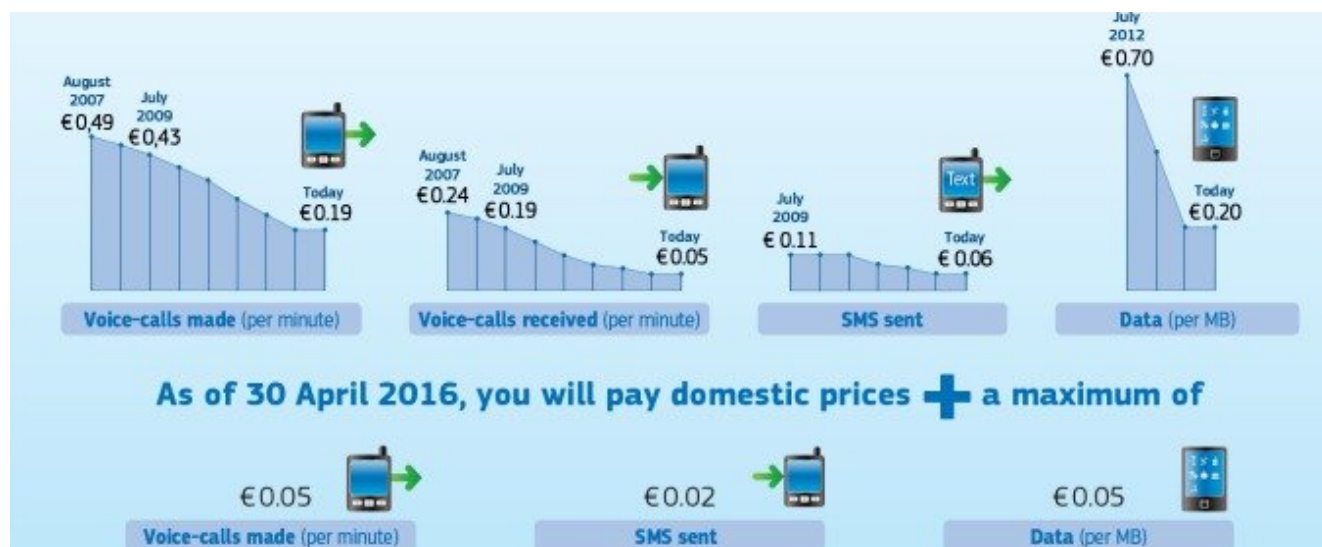 August
2007
€0,49
July
2009
€0,43
Today
€0.19
Voice-calls made (per minute)
August
2007
€0.24
July
2009
€0.19
Today
€0.05
Voice-calls received (per minute)
July
2009
€0.11
Text
Today
€0.06
SMS sent
July
2012
€0.70
Today
€0.20
Data (per MB)
As of 30 April 2016, you will pay domestic prices + a maximum of
€0.05
Voice-calls made (per minute)
€0.02
SMS sent
€0.05
Data (per MB)